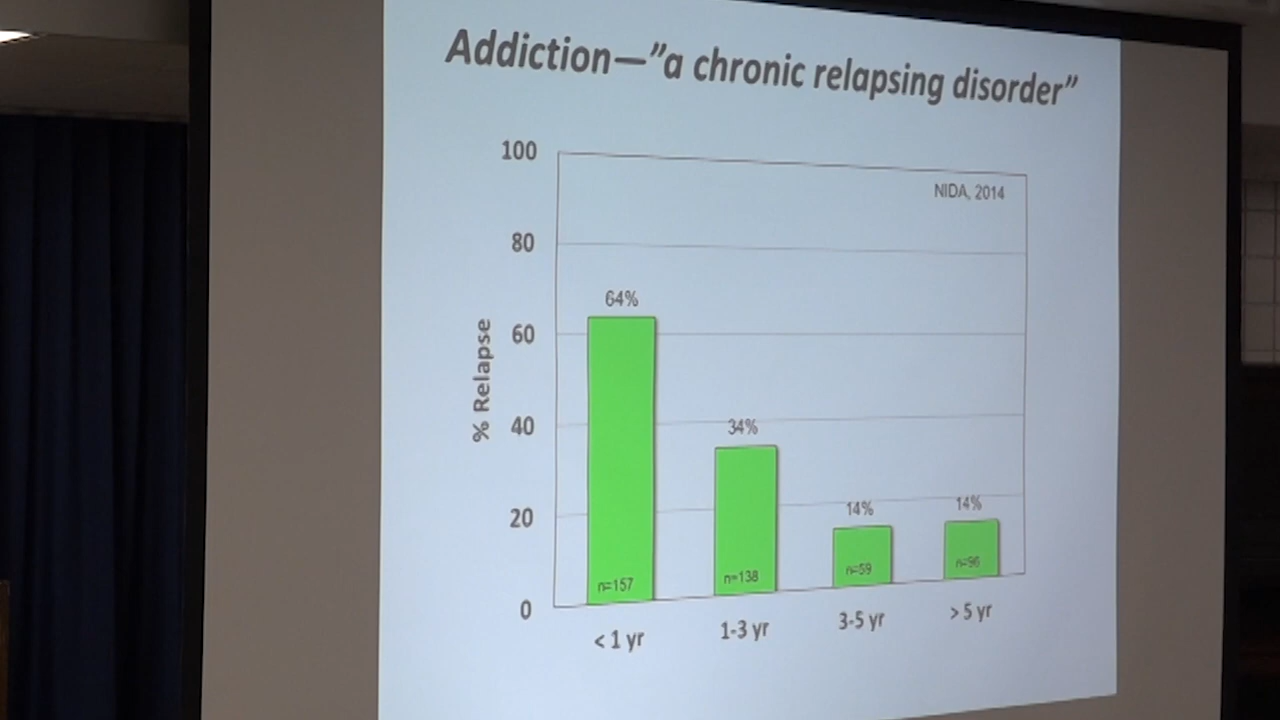 Addiction—”a chronic relapsing disorder”
100
NIDA, 2014
80
64%
60
% Relapse
40
34%
20
14%
14%
n=157
n=138
n=59
n=96
0
< 1 yr
1-3 yr
3-5 yr
> 5 yr